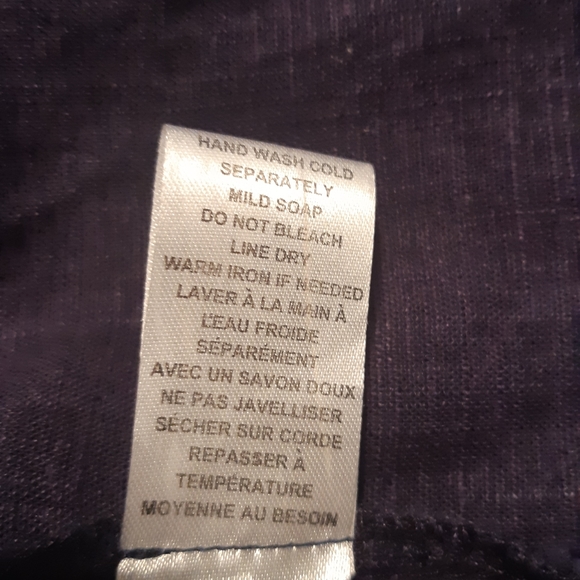 HAND WASH COLD
SEPARATELY
MILD SOAP
DO NOT BLEACH
LINE DRY
WARM IRON IF NEEDED
LAVER À LA MAIN À
L'EAU FROIDE
SÉPARÉMENT
AVEC UN SAVON DOUX
NE PAS JAVELLISER
SÉCHER SUR CORDE
REPASSER À
TEMPÉRATURE
MOYENNE AU BESOIN